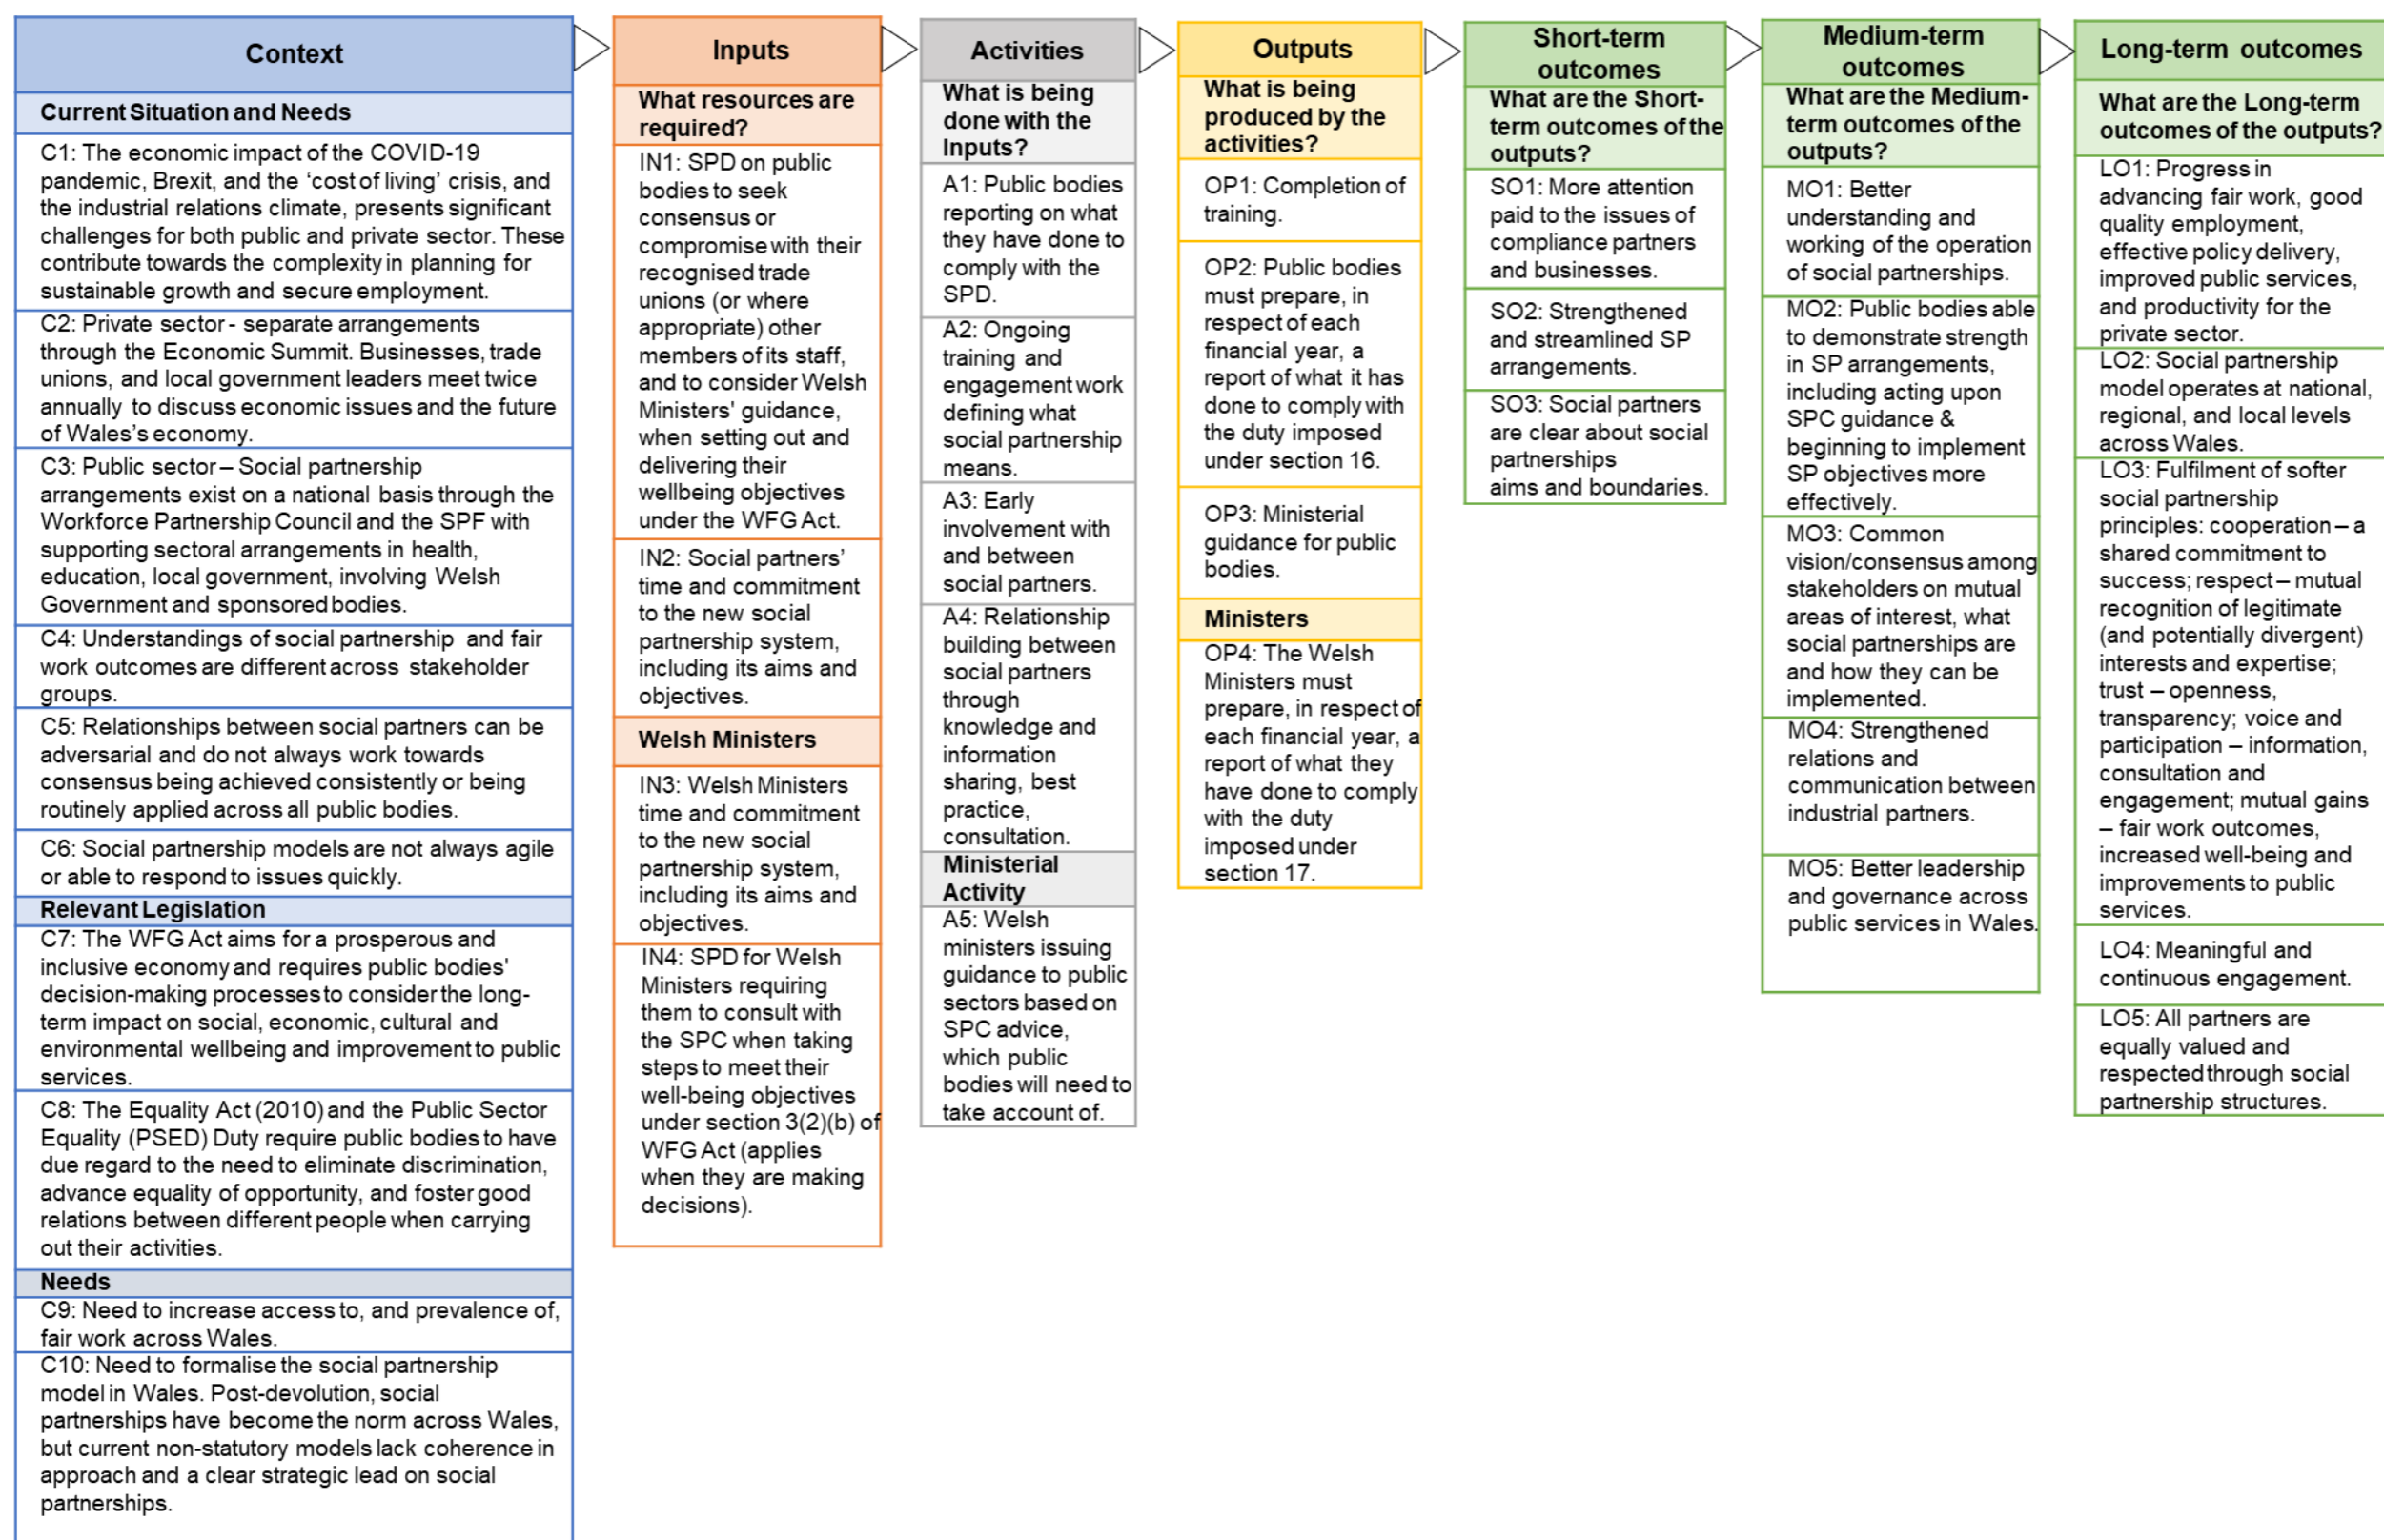 Context
Current Situation and Needs
C1: The economic impact of the COVID-19
pandemic, Brexit, and the ‘cost of living’ crisis, and
the industrial relations climate, presents significant
challenges for both public and private sector. These
contribute towards the complexity in planning for
sustainable growth and secure employment.
C2: Private sector - separate arrangements
through the Economic Summit. Businesses, trade
unions, and local government leaders meet twice
annually to discuss economic issues and the future
of Wales’s economy.
C3: Public sector – Social partnership
arrangements exist on a national basis through the
Workforce Partnership Council and the SPF with
supporting sectoral arrangements in health,
education, local government, involving Welsh
Government and sponsored bodies.
C4: Understandings of social partnership and fair
work outcomes are different across stakeholder
groups.
C5: Relationships between social partners can be
adversarial and do not always work towards
consensus being achieved consistently or being
routinely applied across all public bodies.
C6: Social partnership models are not always agile
or able to respond to issues quickly.
Relevant Legislation
C7: The WFG Act aims for a prosperous and
inclusive economy and requires public bodies'
decision-making processes to consider the long-
term impact on social, economic, cultural and
environmental wellbeing and improvement to public
services.
C8: The Equality Act (2010) and the Public Sector
Equality (PSED) Duty require public bodies to have
due regard to the need to eliminate discrimination,
advance equality of opportunity, and foster good
relations between different people when carrying
out their activities.
Needs
C9: Need to increase access to, and prevalence of,
fair work across Wales.
C10: Need to formalise the social partnership
model in Wales. Post-devolution, social
partnerships have become the norm across Wales,
but current non-statutory models lack coherence in
approach and a clear strategic lead on social
partnerships.
Inputs
What resources are
required?
IN1: SPD on public
bodies to seek
consensus or
compromise with their
recognised trade
unions (or where
appropriate) other
members of its staff,
and to consider Welsh
Ministers' guidance,
when setting out and
delivering their
wellbeing objectives
under the WFG Act.
IN2: Social partners’
time and commitment
to the new social
partnership system,
including its aims and
objectives.
Welsh Ministers
IN3: Welsh Ministers
time and commitment
to the new social
partnership system,
including its aims and
objectives.
IN4: SPD for Welsh
Ministers requiring
them to consult with
the SPC when taking
steps to meet their
well-being objectives
under section 3(2)(b) of
WFG Act (applies
when they are making
decisions).
Activities
What is being
done with the
Inputs?
A1: Public bodies
reporting on what
they have done to
comply with the
SPD.
A2: Ongoing
training and
engagement work
defining what
social partnership
means.
A3: Early
involvement with
and between
social partners.
A4: Relationship
building between
social partners
through
knowledge and
information
sharing, best
practice,
consultation.
Ministerial
Activity
A5: Welsh
ministers issuing
guidance to public
sectors based on
SPC advice,
which public
bodies will need to
take account of.
Outputs
What is being
produced by the
activities?
OP1: Completion of
training.
OP2: Public bodies
must prepare, in
respect of each
financial year, a
report of what it has
done to comply with
the duty imposed
under section 16.
OP3: Ministerial
guidance for public
bodies.
Ministers
OP4: The Welsh
Ministers must
prepare, in respect of
each financial year, a
report of what they
have done to comply
with the duty
imposed under
section 17.
Short-term
outcomes
What are the Short-
term outcomes of the
outputs?
SO1: More attention
paid to the issues of
compliance partners
and businesses.
SO2: Strengthened
and streamlined SP
arrangements.
SO3: Social partners
are clear about social
partnerships
aims and boundaries.
Medium-term
outcomes
What are the Medium-
term outcomes of the
outputs?
MO1: Better
understanding and
working of the operation
of social partnerships.
MO2: Public bodies able
to demonstrate strength
in SP arrangements,
including acting upon
SPC guidance &
beginning to implement
SP objectives more
effectively.
MO3: Common
vision/consensus among
stakeholders on mutual
areas of interest, what
social partnerships are
and how they can be
implemented.
MO4: Strengthened
relations and
communication between
industrial partners.
MO5: Better leadership
and governance across
public services in Wales.
Long-term outcomes
What are the Long-term
outcomes of the outputs?
LO1: Progress in
advancing fair work, good
quality employment,
effective policy delivery,
improved public services,
and productivity for the
private sector.
LO2: Social partnership
model operates at national,
regional, and local levels
across Wales.
LO3: Fulfilment of softer
social partnership
principles: cooperation – a
shared commitment to
success; respect – mutual
recognition of legitimate
(and potentially divergent)
interests and expertise;
trust – openness,
transparency; voice and
participation – information,
consultation and
engagement; mutual gains
– fair work outcomes,
increased well-being and
improvements to public
services.
LO4: Meaningful and
continuous engagement.
LO5: All partners are
equally valued and
respected through social
partnership structures.